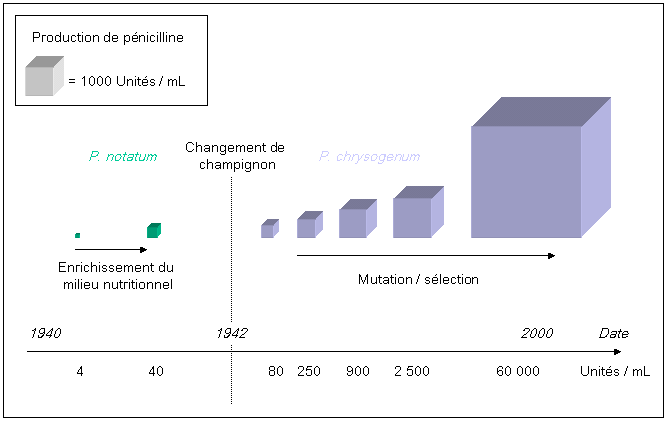 Production de pénicilline
= 1000 Unités / mL
Changement de
champignon
P. notatum
P. chrysogenum
Enrichissement du
milieu nutritionnel
Mutation / sélection
1940
1942
2000
Date
4
40
80
250
900
2 500
60 000
Unités / mL